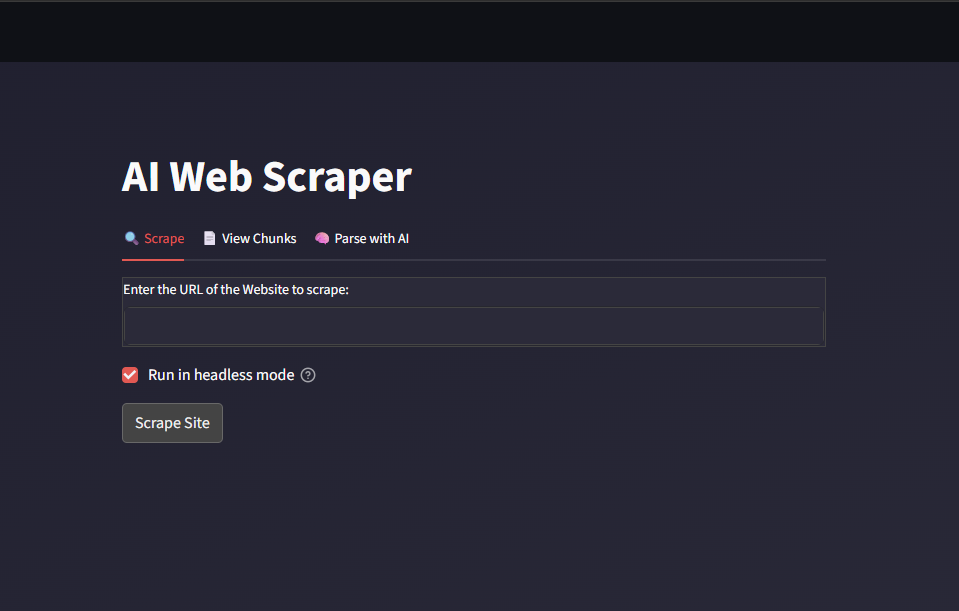 AI Web Scraper
🔍 Scrape 📄 View Chunks 🧠 Parse with AI
Enter the URL of the Website to scrape:
Run in headless mode
Scrape Site